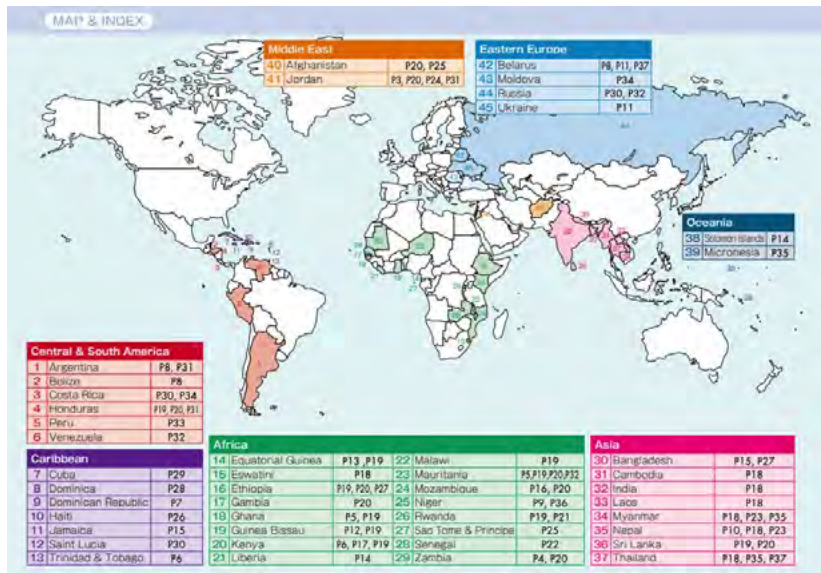 MAP & INDEX
Middle East
40 Afghanistan P20, P25
41 Jordan P3, P20, P24, P31
Eastern Europe
42 Belarus P8, P11, P37
43 Moldova P34
44 Russia P30, P32
45 Ukraine P11
Oceania
38 Solomon Islands P14
39 Micronesia P35
Central & South America
1 Argentina P8, P31
2 Belize P8
3 Costa Rica P30, P34
4 Honduras P19, P20, P31
5 Peru P33
6 Venezuela P32
Caribbean
7 Cuba P29
8 Dominica P28
9 Dominican Republic P7
10 Haiti P26
11 Jamaica P15
12 Saint Lucia P30
13 Trinidad & Tobago P6
Africa
14 Equatorial Guinea P13 ,P19
15 Eswatini P18
16 Ethiopia P19, P20, P27
17 Gambia P20
18 Ghana P5, P19
19 Guinea Bissau P12, P19
20 Kenya P6, P17, P19
21 Liberia P14
22 Malawi P19
23 Mauritania P5,P19,P20,P32
24 Mozambique P16, P20
25 Niger P9, P36
26 Rwanda P19, P21
27 Sao Tome & Principe P25
28 Senegal P22
29 Zambia P4, P20
Asia
30 Bangladesh P15, P27
31 Cambodia P18
32 India P18
33 Laos P18
34 Myanmar P18, P23, P35
35 Nepal P10, P18, P23
36 Sri Lanka P19, P20
37 Thailand P18, P35, P37